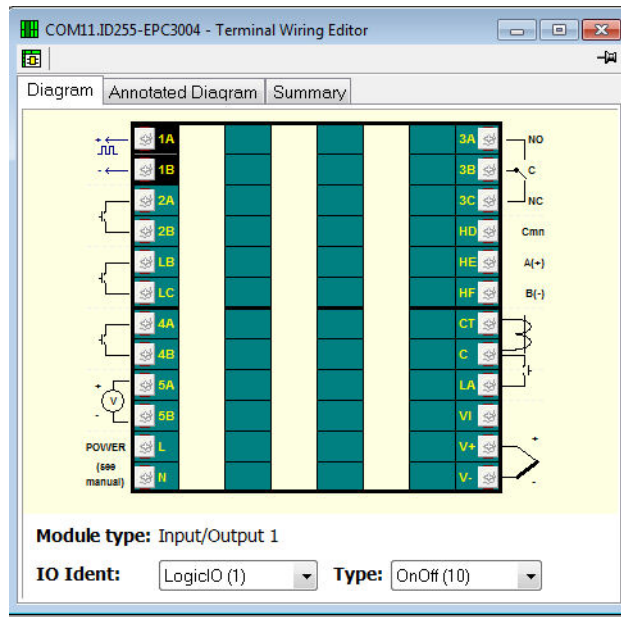 COM11.ID255-EPC3004 - Terminal Wiring Editor
Diagram Annotated Diagram Summary
+ 1A 3A NO
- 1B 3B C
2A 3C NC
2B HD Cmn
LB HE A(+)
LC HF B(-)
4A CT
4B C
+ 5A LA
V
- 5B VI
POWER L V+ +
(see
manual) N V- -
Module type: Input/Output 1
IO Ident: LogicIO (1) Type: OnOff (10)